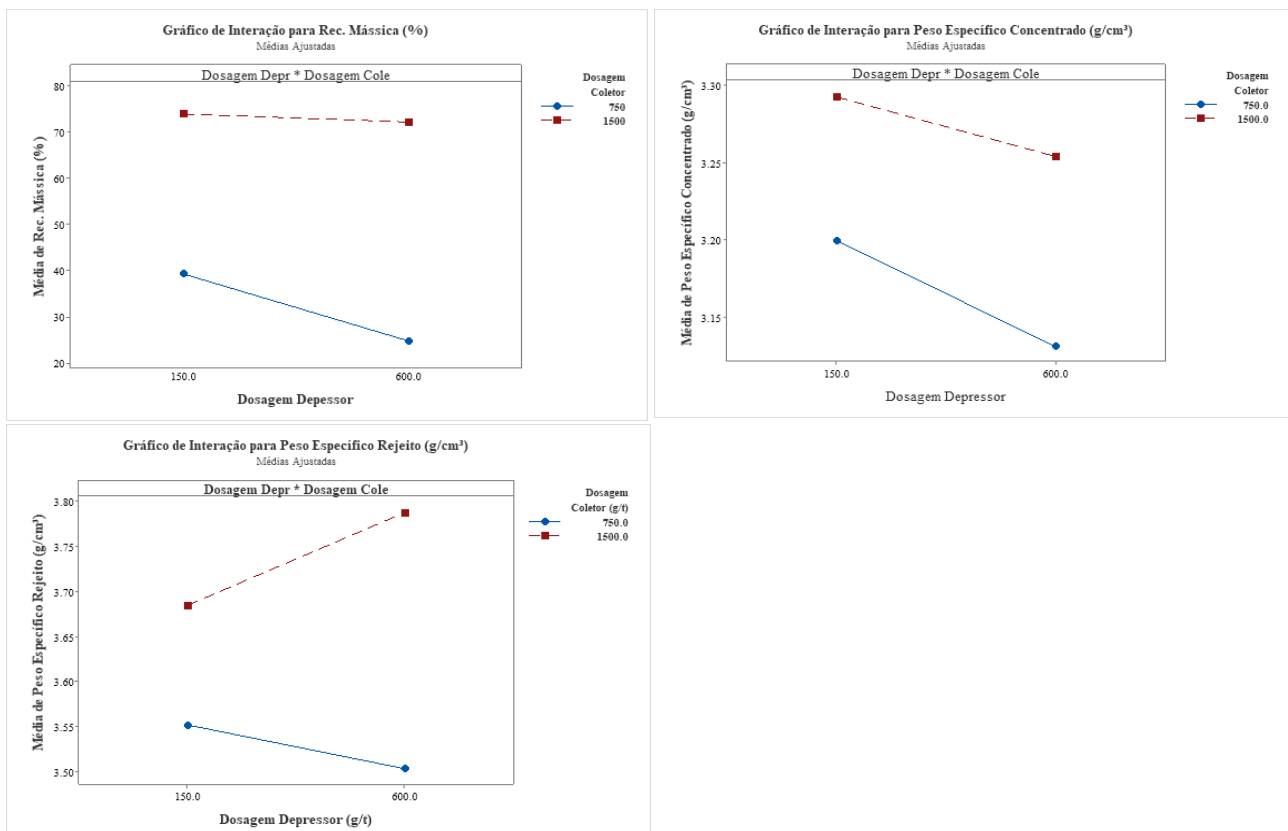 Gráfico de Interação para Rec. Mássica (%)
Médias Ajustadas
Dosagem Depr * Dosagem Cole
Dosagem
Coletor
750
1500
Média de Rec. Mássica (%)
80
70
60
50
40
30
20
150.0
600.0
Dosagem Depessor
Gráfico de Interação para Peso Específico Concentrado (g/cm³)
Médias Ajustadas
Dosagem Depr * Dosagem Cole
Dosagem
Coletor
750.0
1500.0
Média de Peso Específico Concentrado (g/cm³)
3.30
3.25
3.20
3.15
150.0
600.0
Dosagem Depressor
Gráfico de Interação para Peso Específico Rejeito (g/cm³)
Médias Ajustadas
Dosagem Depr * Dosagem Cole
Dosagem
Coletor (g/t)
750.0
1500.0
Média de Peso Específico Rejeito (g/cm³)
3.80
3.75
3.70
3.65
3.60
3.55
3.50
150.0
600.0
Dosagem Depressor (g/t)